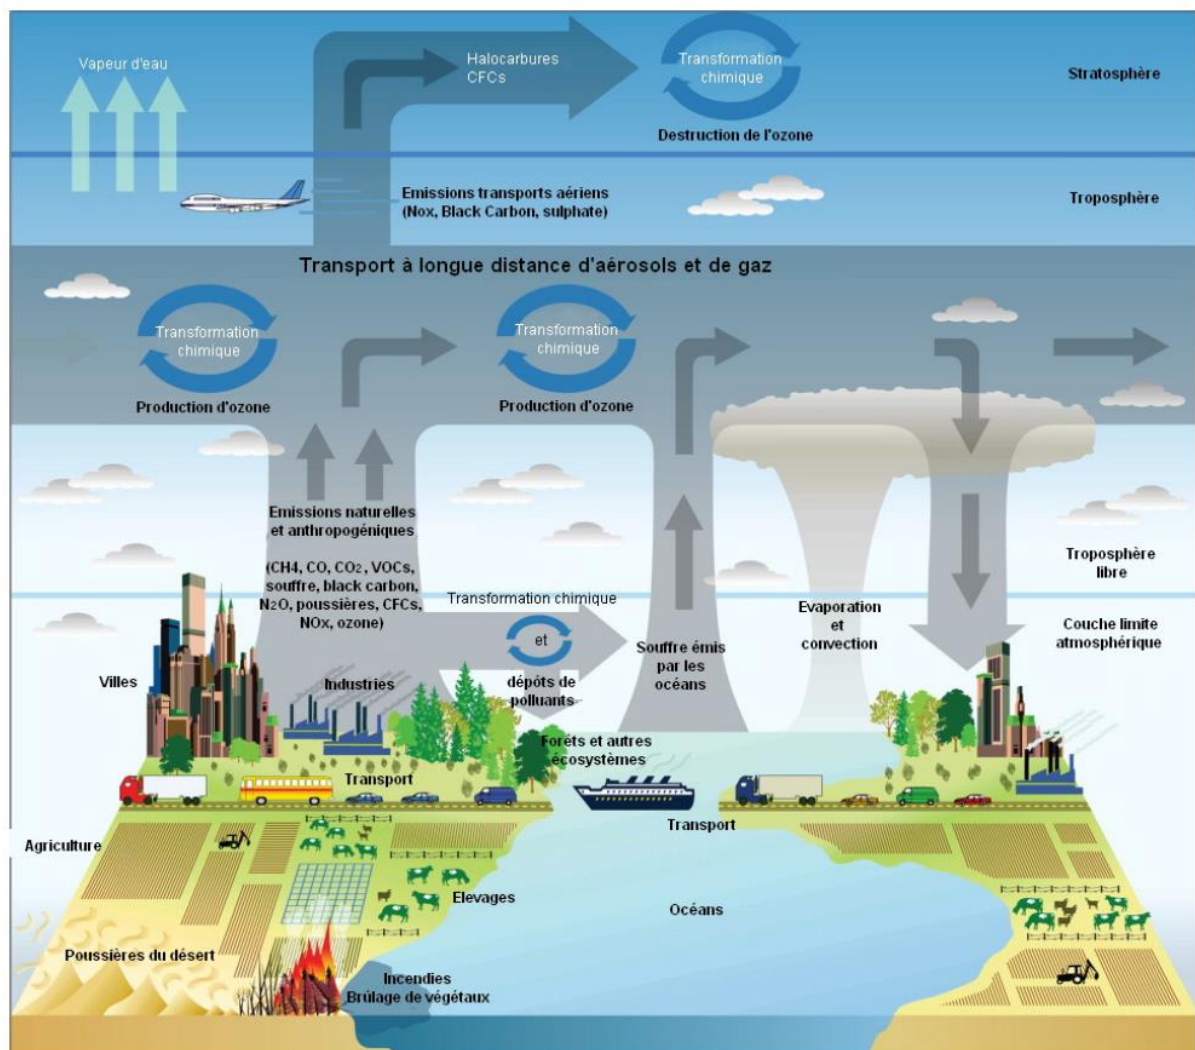 Vapeur d'eau
Halocarbures
CFCs
Transformation
chimique
Destruction de l'ozone
Stratosphère
Emissions transports aériens
(Nox, Black Carbon, sulphate)
Troposphère
Transport à longue distance d'aérosols et de gaz
Transformation
chimique
Production d'ozone
Transformation
chimique
Production d'ozone
Emissions naturelles
et anthropogéniques
(CH4, CO, CO2, VOCs,
souffre, black carbon,
N2O, poussières, CFCs,
NOx, ozone)
Troposphère
libre
Transformation chimique
et
dépôts de
polluants
Souffre émis
par les
océans
Evaporation
et
convection
Couche limite
atmosphérique
Villes
Industries
Forêts et autres
écosystèmes
Transport
Transport
Agriculture
Elevages
Océans
Poussières du désert
Incendies
Brûlage de végétaux